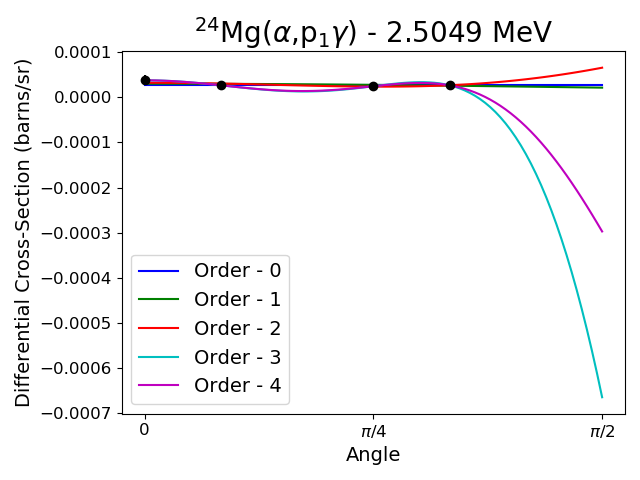 ²⁴Mg(α,p₁γ) - 2.5049 MeV
Differential Cross-Section (barns/sr)
0.0001
0.0000
−0.0001
−0.0002
−0.0003
−0.0004
−0.0005
−0.0006
−0.0007
Order - 0
Order - 1
Order - 2
Order - 3
Order - 4
0 π/4 π/2
Angle